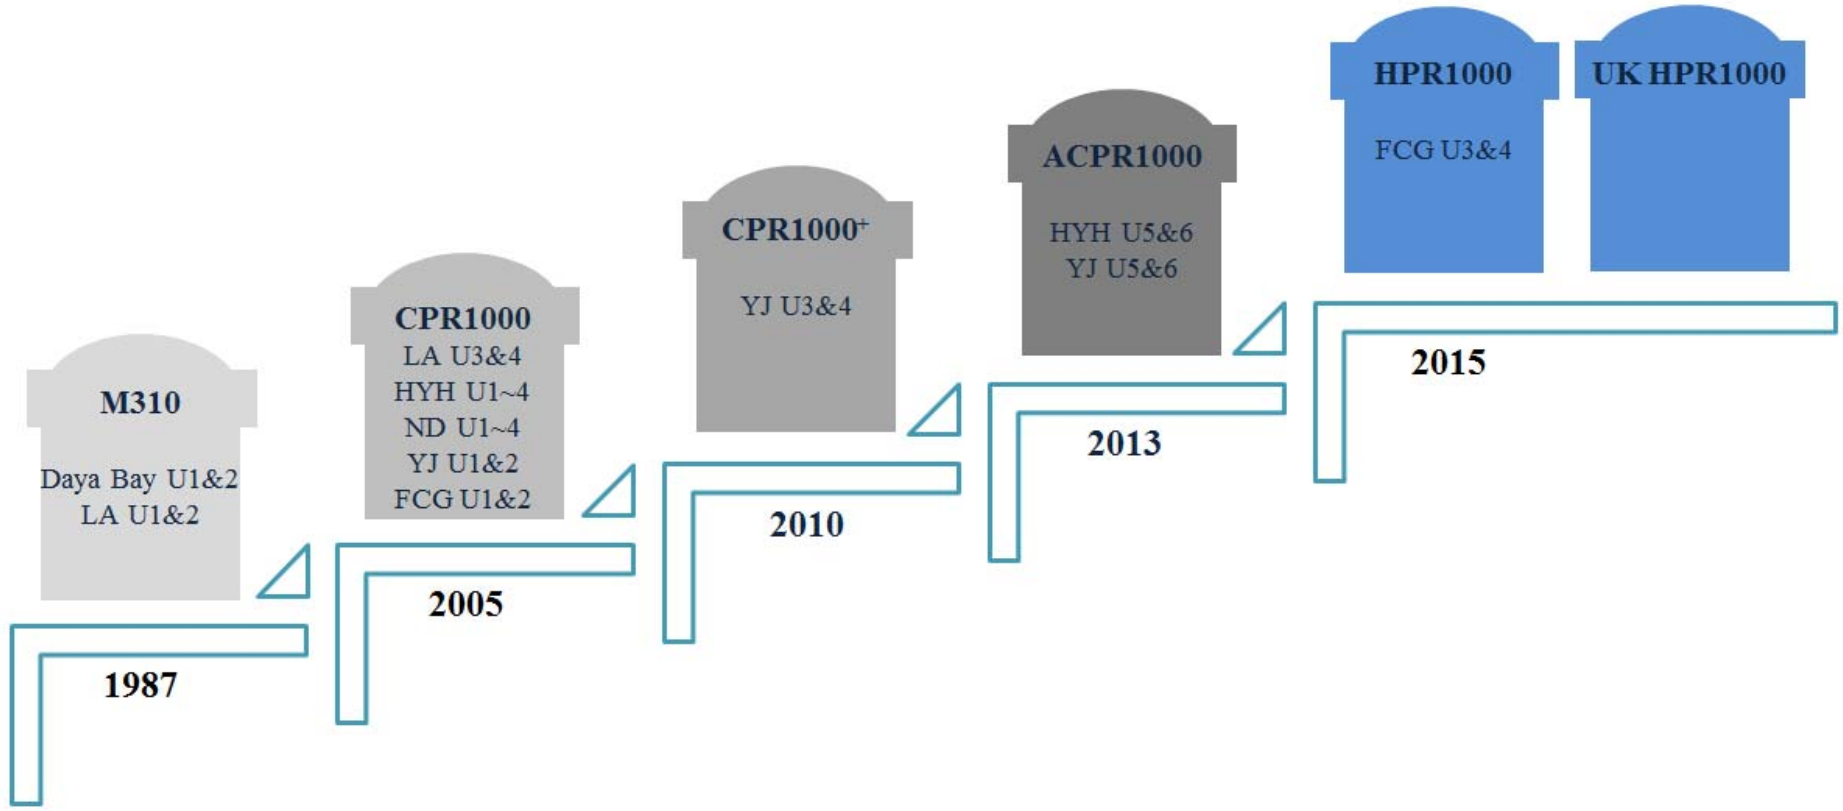 M310
Daya Bay U1&2
LA U1&2
1987
CPR1000
LA U3&4
HYH U1~4
ND U1~4
YJ U1&2
FCG U1&2
2005
CPR1000+
YJ U3&4
2010
ACPR1000
HYH U5&6
YJ U5&6
2013
HPR1000
FCG U3&4
UK HPR1000
2015